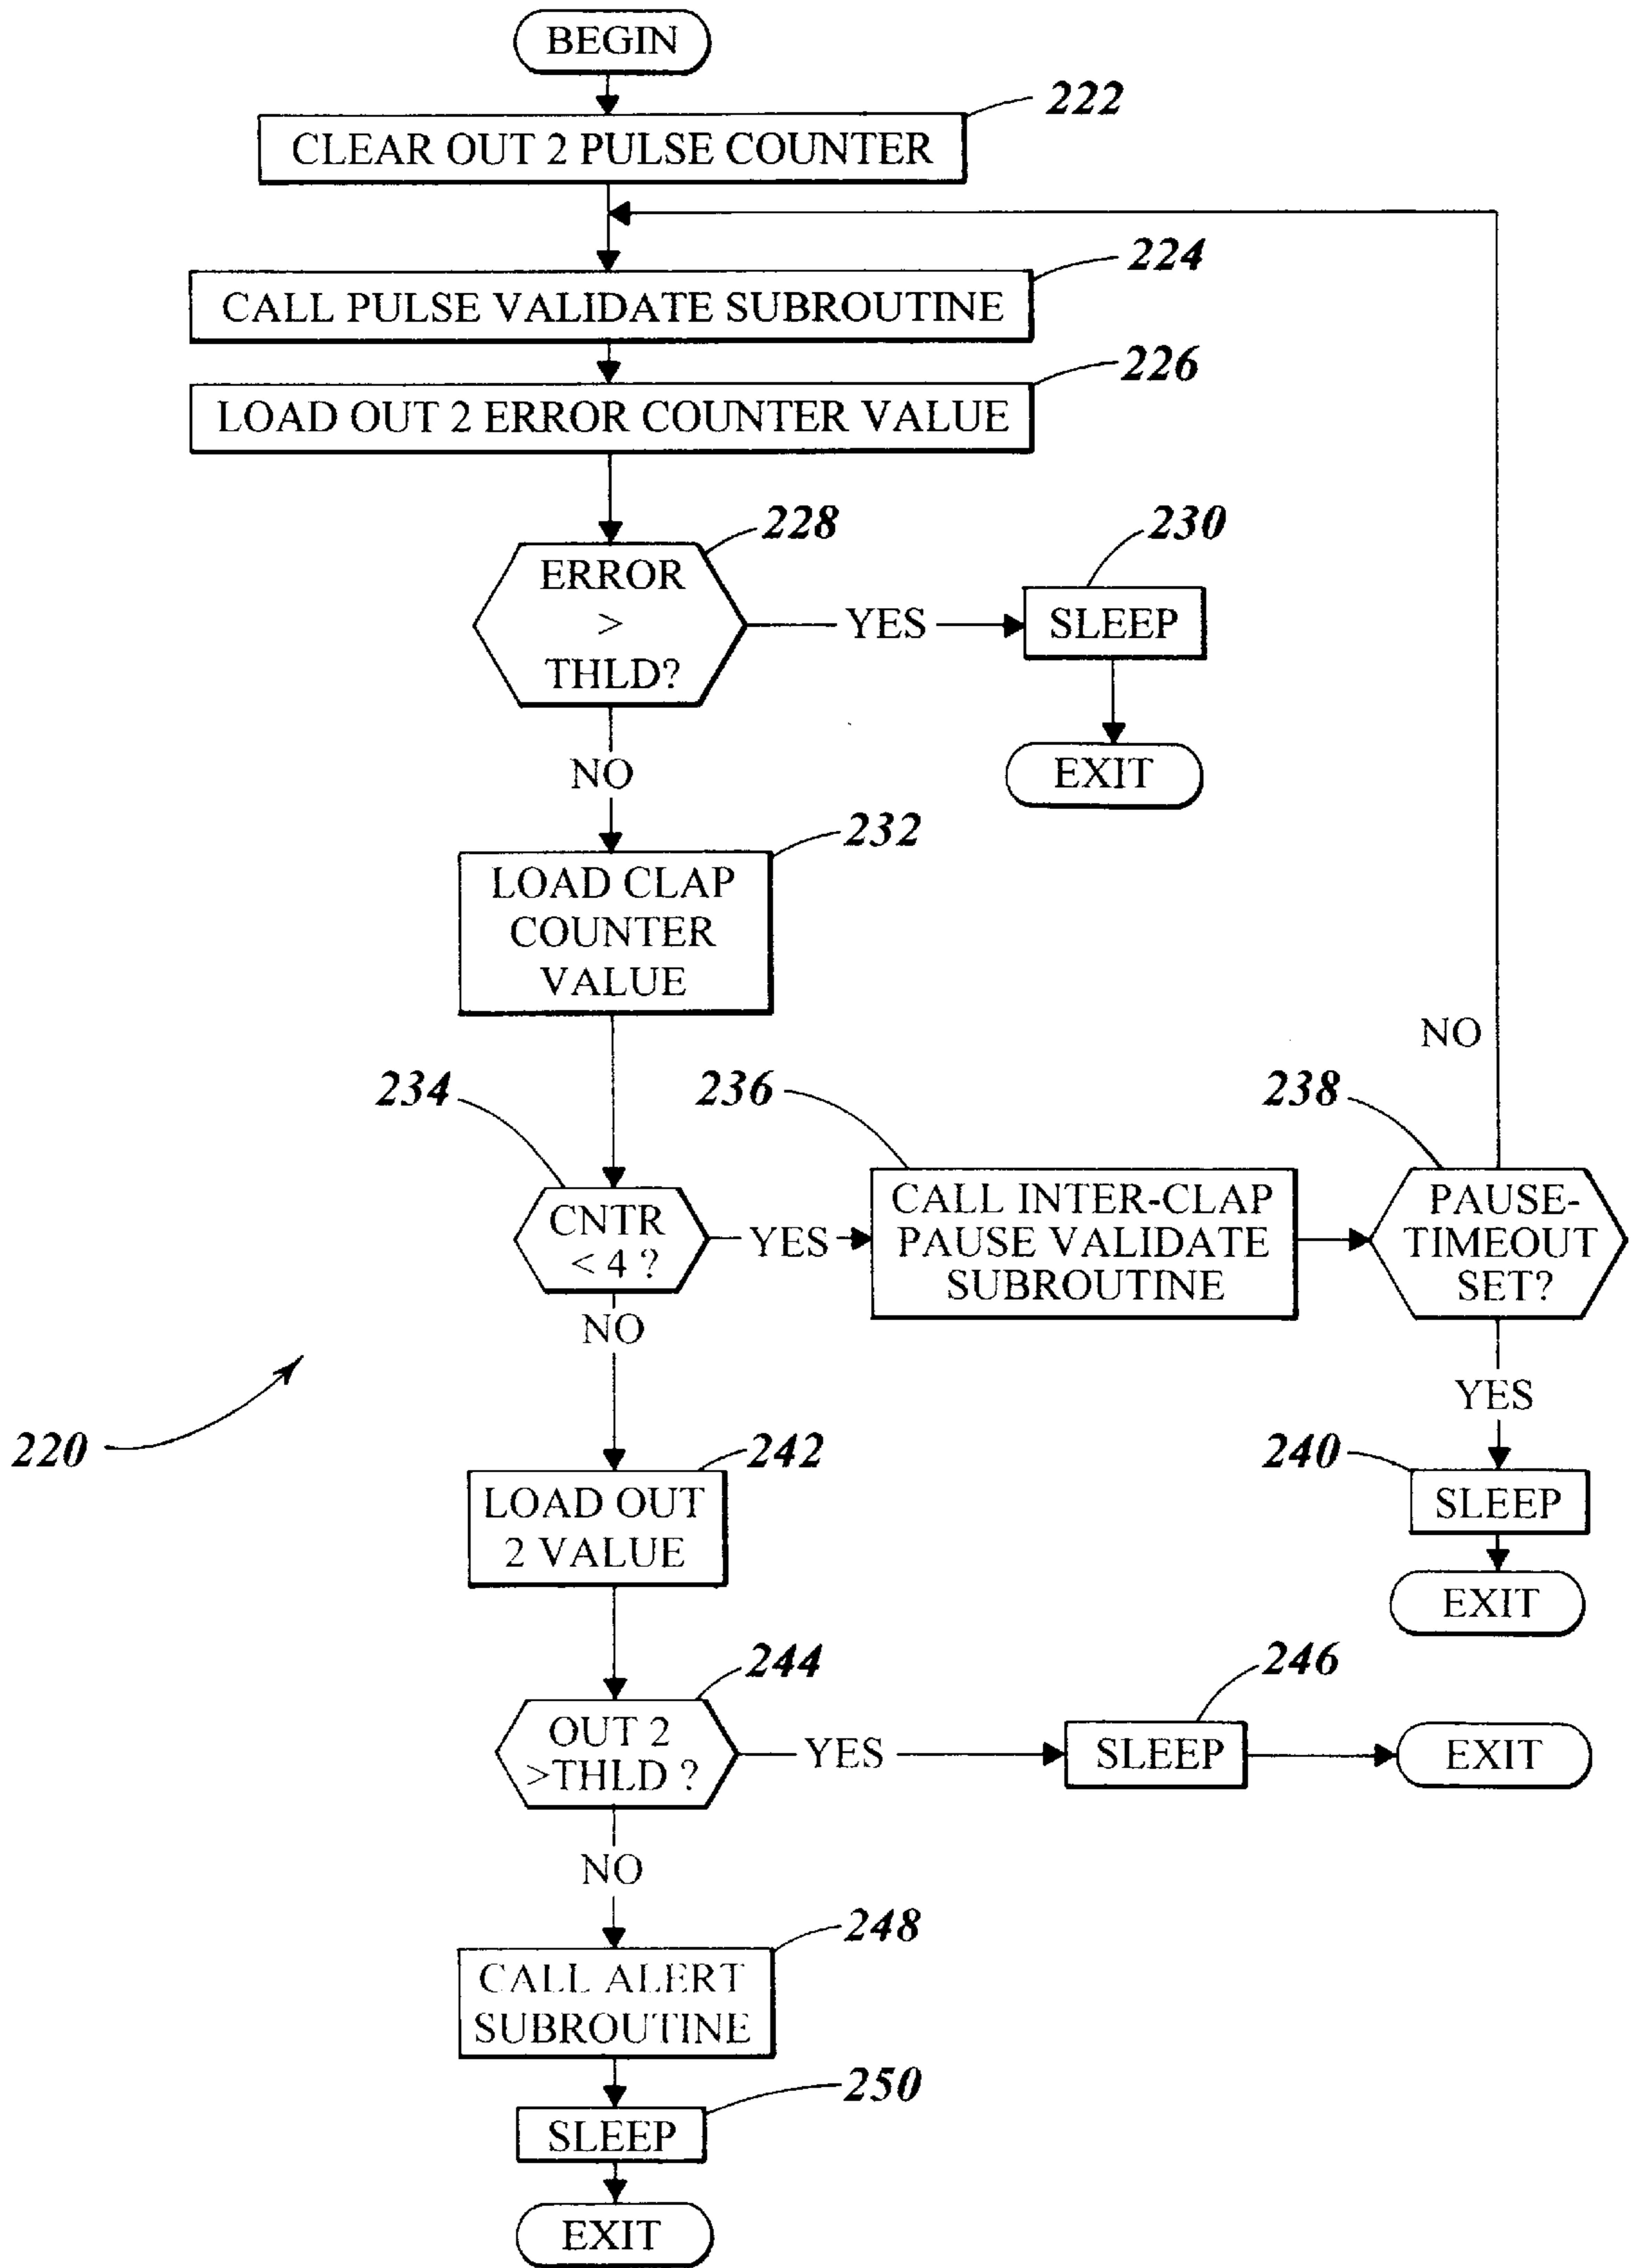 BEGIN
222
CLEAR OUT 2 PULSE COUNTER
224
CALL PULSE VALIDATE SUBROUTINE
226
LOAD OUT 2 ERROR COUNTER VALUE
228
ERROR
>
THLD?
YES
230
SLEEP
EXIT
NO
232
LOAD CLAP
COUNTER
VALUE
NO
234
CNTR
< 4 ?
YES
236
CALL INTER-CLAP
PAUSE VALIDATE
SUBROUTINE
238
PAUSE-
TIMEOUT
SET?
NO
YES
220
240
SLEEP
EXIT
242
LOAD OUT
2 VALUE
244
OUT 2
>THLD ?
YES
246
SLEEP
EXIT
NO
248
CALL ALERT
SUBROUTINE
250
SLEEP
EXIT